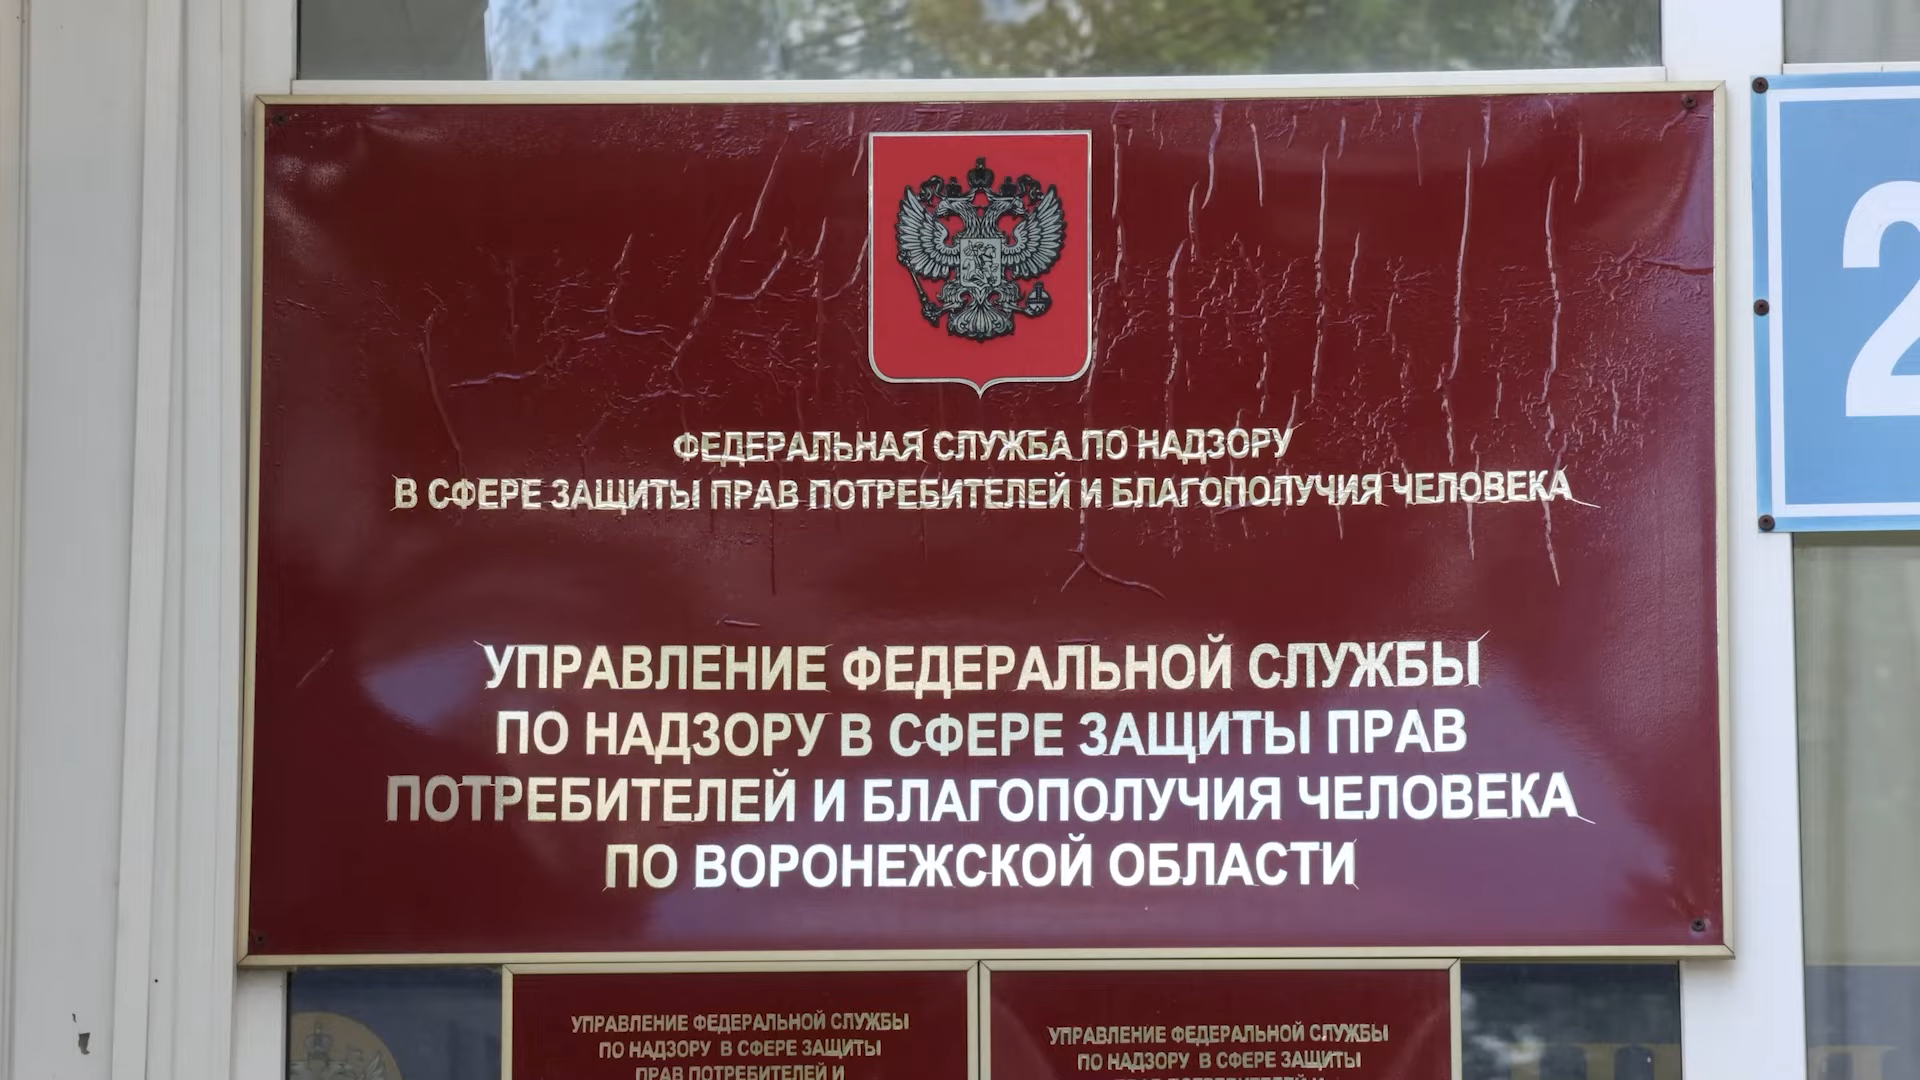 ФЕДЕРАЛЬНАЯ СЛУЖБА ПО НАДЗОРУ
В СФЕРЕ ЗАЩИТЫ ПРАВ ПОТРЕБИТЕЛЕЙ И БЛАГОПОЛУЧИЯ ЧЕЛОВЕКА
УПРАВЛЕНИЕ ФЕДЕРАЛЬНОЙ СЛУЖБЫ
ПО НАДЗОРУ В СФЕРЕ ЗАЩИТЫ ПРАВ
ПОТРЕБИТЕЛЕЙ И БЛАГОПОЛУЧИЯ ЧЕЛОВЕКА
ПО ВОРОНЕЖСКОЙ ОБЛАСТИ
2
УПРАВЛЕНИЕ ФЕДЕРАЛЬНОЙ СЛУЖБЫ
ПО НАДЗОРУ В СФЕРЕ ЗАЩИТЫ
ПРАВ ПОТРЕБИТЕЛЕЙ И
УПРАВЛЕНИЕ ФЕДЕРАЛЬНОЙ СЛУЖБЫ
ПО НАДЗОРУ В СФЕРЕ ЗАЩИТЫ